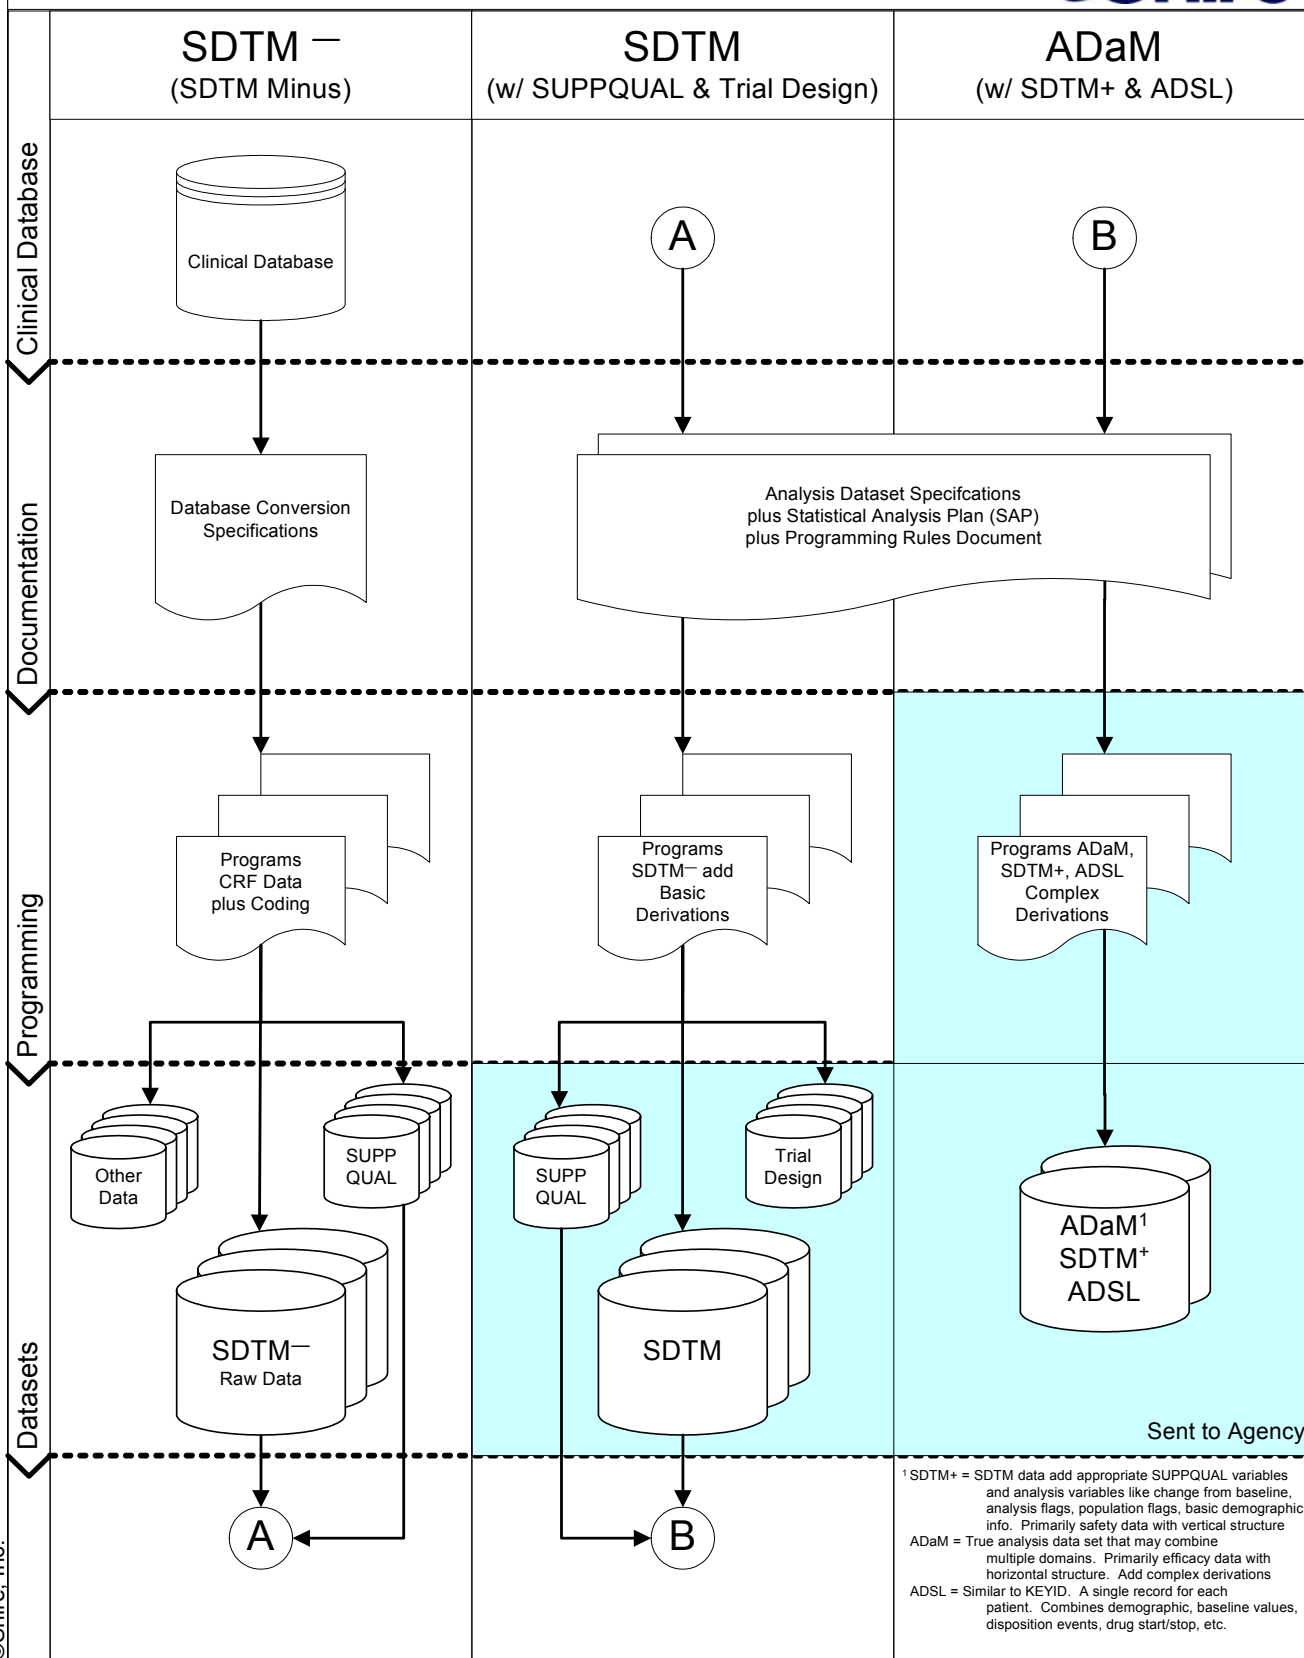 SDTM —
(SDTM Minus)
SDTM
(w/ SUPPQUAL & Trial Design)
ADaM
(w/ SDTM+ & ADSL)
Clinical Database
Clinical Database
A
B
Documentation
Database Conversion
Specifications
Analysis Dataset Specifcations
plus Statistical Analysis Plan (SAP)
plus Programming Rules Document
Programming
Programs
CRF Data
plus Coding
Programs
SDTM— add
Basic
Derivations
Programs ADaM,
SDTM+, ADSL
Complex
Derivations
Datasets
Other
Data
SUPP
QUAL
SDTM—
Raw Data
SUPP
QUAL
Trial
Design
SDTM
ADaM¹
SDTM⁺
ADSL
Sent to Agency
A
B
¹ SDTM+ = SDTM data add appropriate SUPPQUAL variables
and analysis variables like change from baseline,
analysis flags, population flags, basic demographic
info. Primarily safety data with vertical structure
ADaM = True analysis data set that may combine
multiple domains. Primarily efficacy data with
horizontal structure. Add complex derivations
ADSL = Similar to KEYID. A single record for each
patient. Combines demographic, baseline values,
disposition events, drug start/stop, etc.
©Shire, Inc.